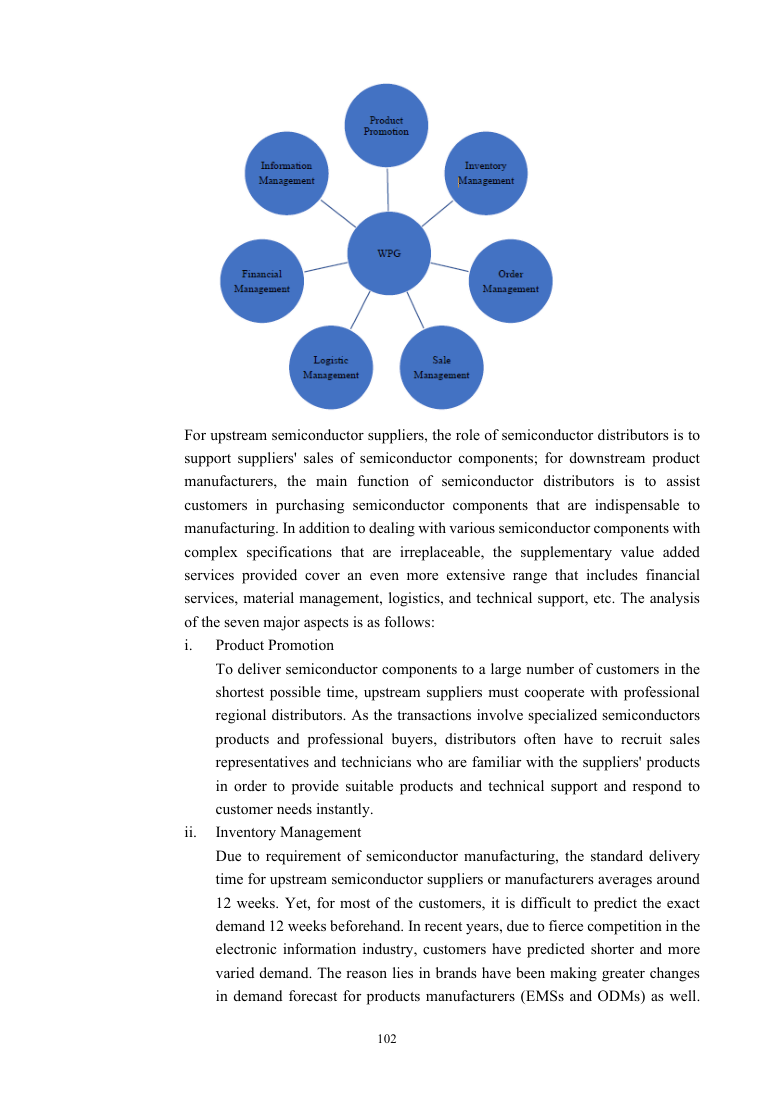 Product
Promotion
Information
Management
Inventory
Management
WPG
Financial
Management
Order
Management
Logistic
Management
Sale
Management
For upstream semiconductor suppliers, the role of semiconductor distributors is to
support suppliers' sales of semiconductor components; for downstream product
manufacturers, the main function of semiconductor distributors is to assist
customers in purchasing semiconductor components that are indispensable to
manufacturing. In addition to dealing with various semiconductor components with
complex specifications that are irreplaceable, the supplementary value added
services provided cover an even more extensive range that includes financial
services, material management, logistics, and technical support, etc. The analysis
of the seven major aspects is as follows:
i. Product Promotion
To deliver semiconductor components to a large number of customers in the
shortest possible time, upstream suppliers must cooperate with professional
regional distributors. As the transactions involve specialized semiconductors
products and professional buyers, distributors often have to recruit sales
representatives and technicians who are familiar with the suppliers' products
in order to provide suitable products and technical support and respond to
customer needs instantly.
ii. Inventory Management
Due to requirement of semiconductor manufacturing, the standard delivery
time for upstream semiconductor suppliers or manufacturers averages around
12 weeks. Yet, for most of the customers, it is difficult to predict the exact
demand 12 weeks beforehand. In recent years, due to fierce competition in the
electronic information industry, customers have predicted shorter and more
varied demand. The reason lies in brands have been making greater changes
in demand forecast for products manufacturers (EMSs and ODMs) as well.
102